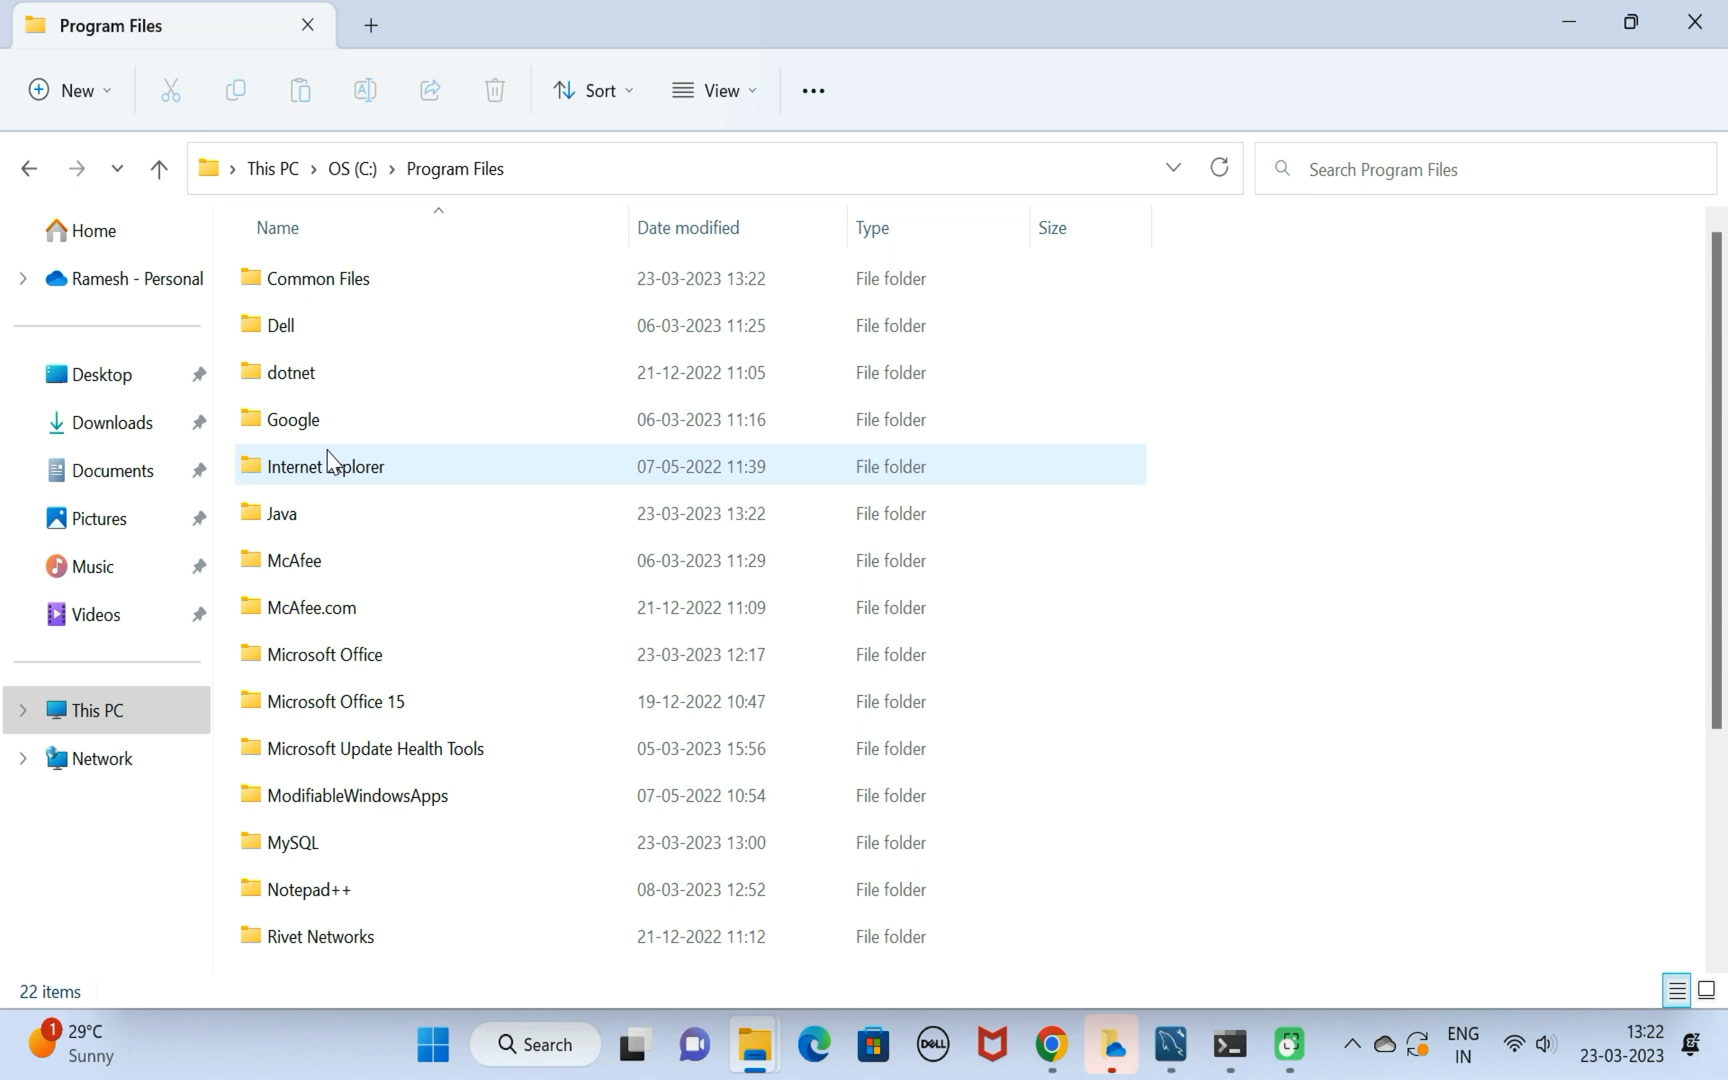 Program Files
New
Sort
View
This PC
OS (C:)
Program Files
Search Program Files
Home
Ramesh - Personal
Desktop
Downloads
Documents
Pictures
Music
Videos
This PC
Network
Name Date modified Type Size
Common Files 23-03-2023 13:22 File folder
Dell 06-03-2023 11:25 File folder
dotnet 21-12-2022 11:05 File folder
Google 06-03-2023 11:16 File folder
Internet Explorer 07-05-2022 11:39 File folder
Java 23-03-2023 13:22 File folder
McAfee 06-03-2023 11:29 File folder
McAfee.com 21-12-2022 11:09 File folder
Microsoft Office 23-03-2023 12:17 File folder
Microsoft Office 15 19-12-2022 10:47 File folder
Microsoft Update Health Tools 05-03-2023 15:56 File folder
ModifiableWindowsApps 07-05-2022 10:54 File folder
MySQL 23-03-2023 13:00 File folder
Notepad++ 08-03-2023 12:52 File folder
Rivet Networks 21-12-2022 11:12 File folder
22 items
1
29°C
Sunny
Search
DELL
ENG
IN
13:22
23-03-2023